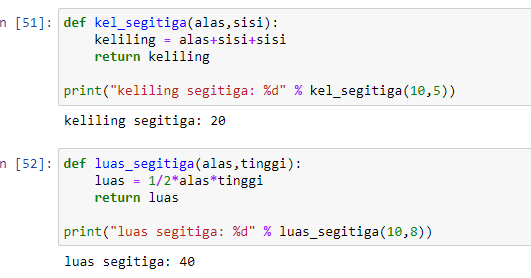 n [51]: def kel_segitiga(alas,sisi):
keliling = alas+sisi+sisi
return keliling
print("keliling segitiga: %d" % kel_segitiga(10,5))
keliling segitiga: 20
n [52]: def luas_segitiga(alas,tinggi):
luas = 1/2*alas*tinggi
return luas
print("luas segitiga: %d" % luas_segitiga(10,8))
luas segitiga: 40